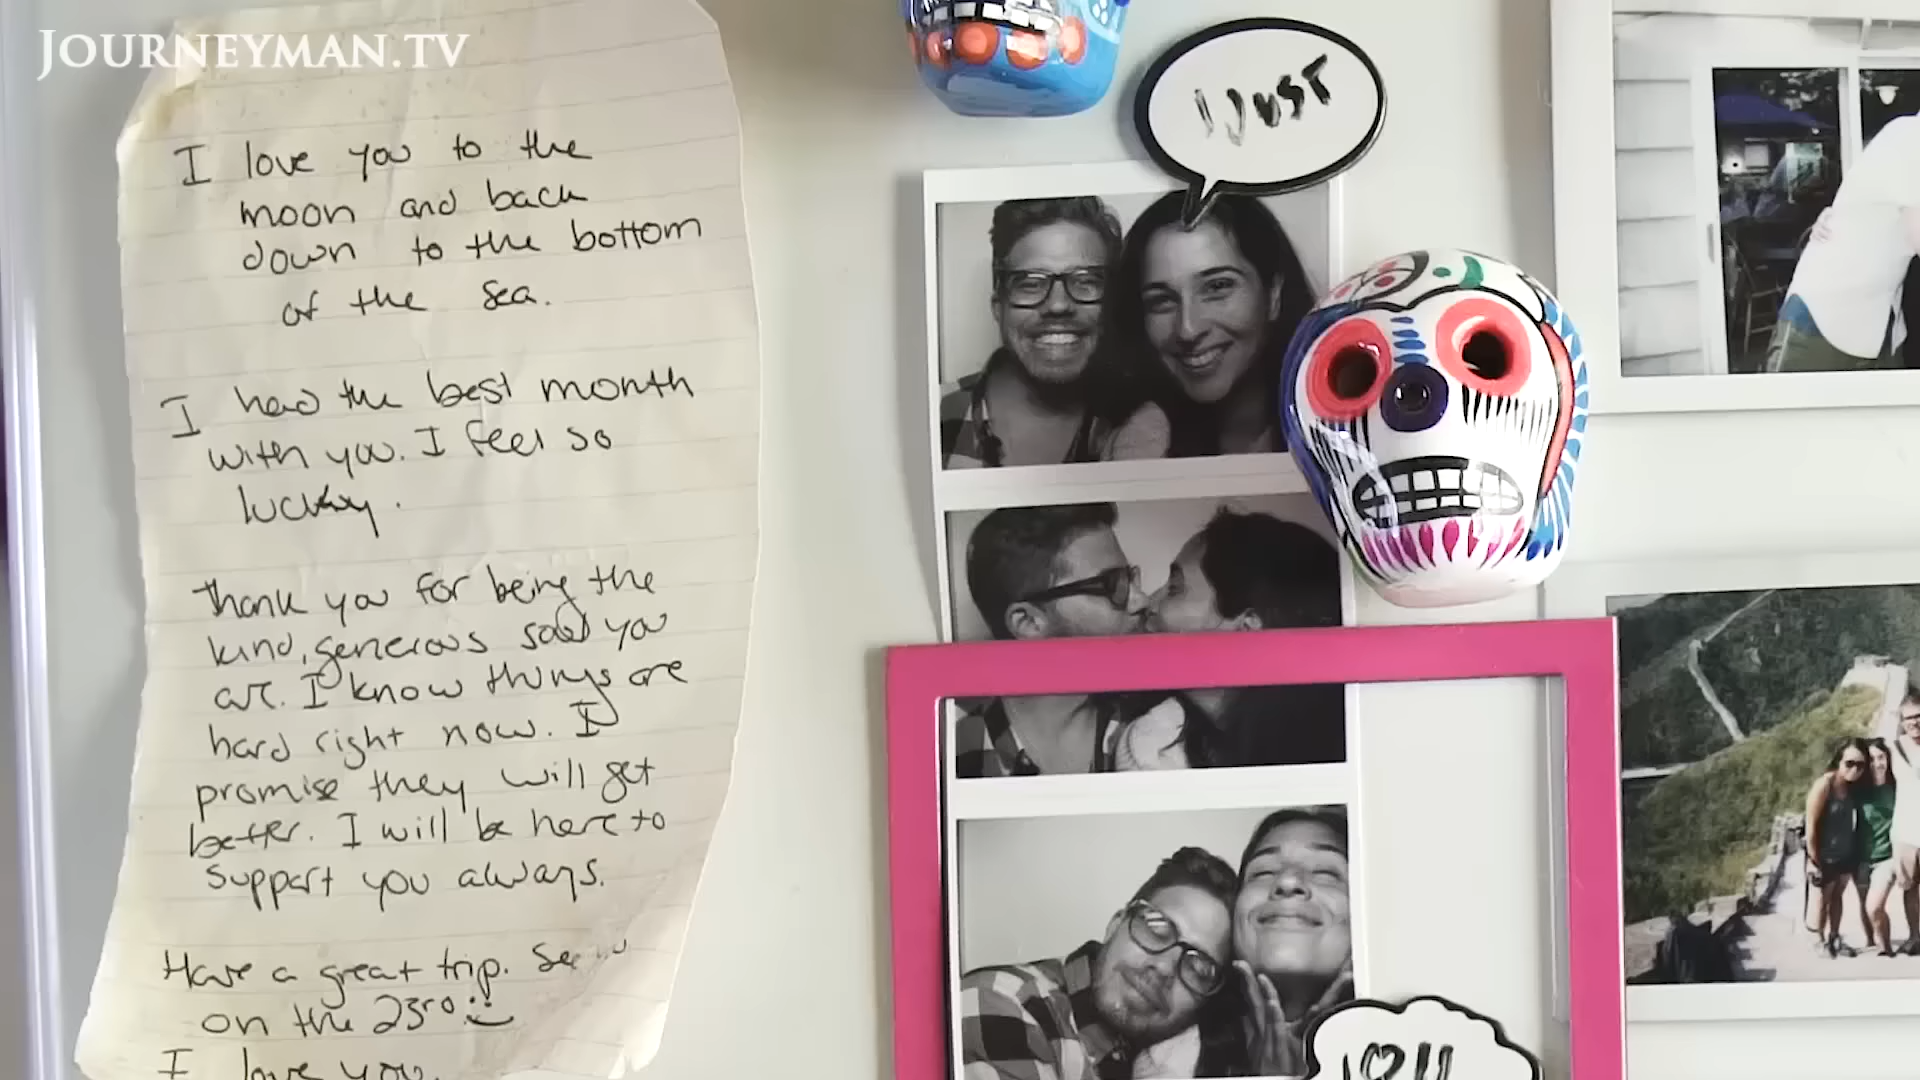 JOURNEYMAN.TV
I love you to the
moon and back
down to the bottom
of the sea.
I had the best month
with you. I feel so
lucky.
Thank you for being the
kind, generous soul you
are. I know things are
hard right now. I
promise they will get
better. I will be here to
support you always.
Have a great trip. See
on the 23rd
I love you.
I JUST